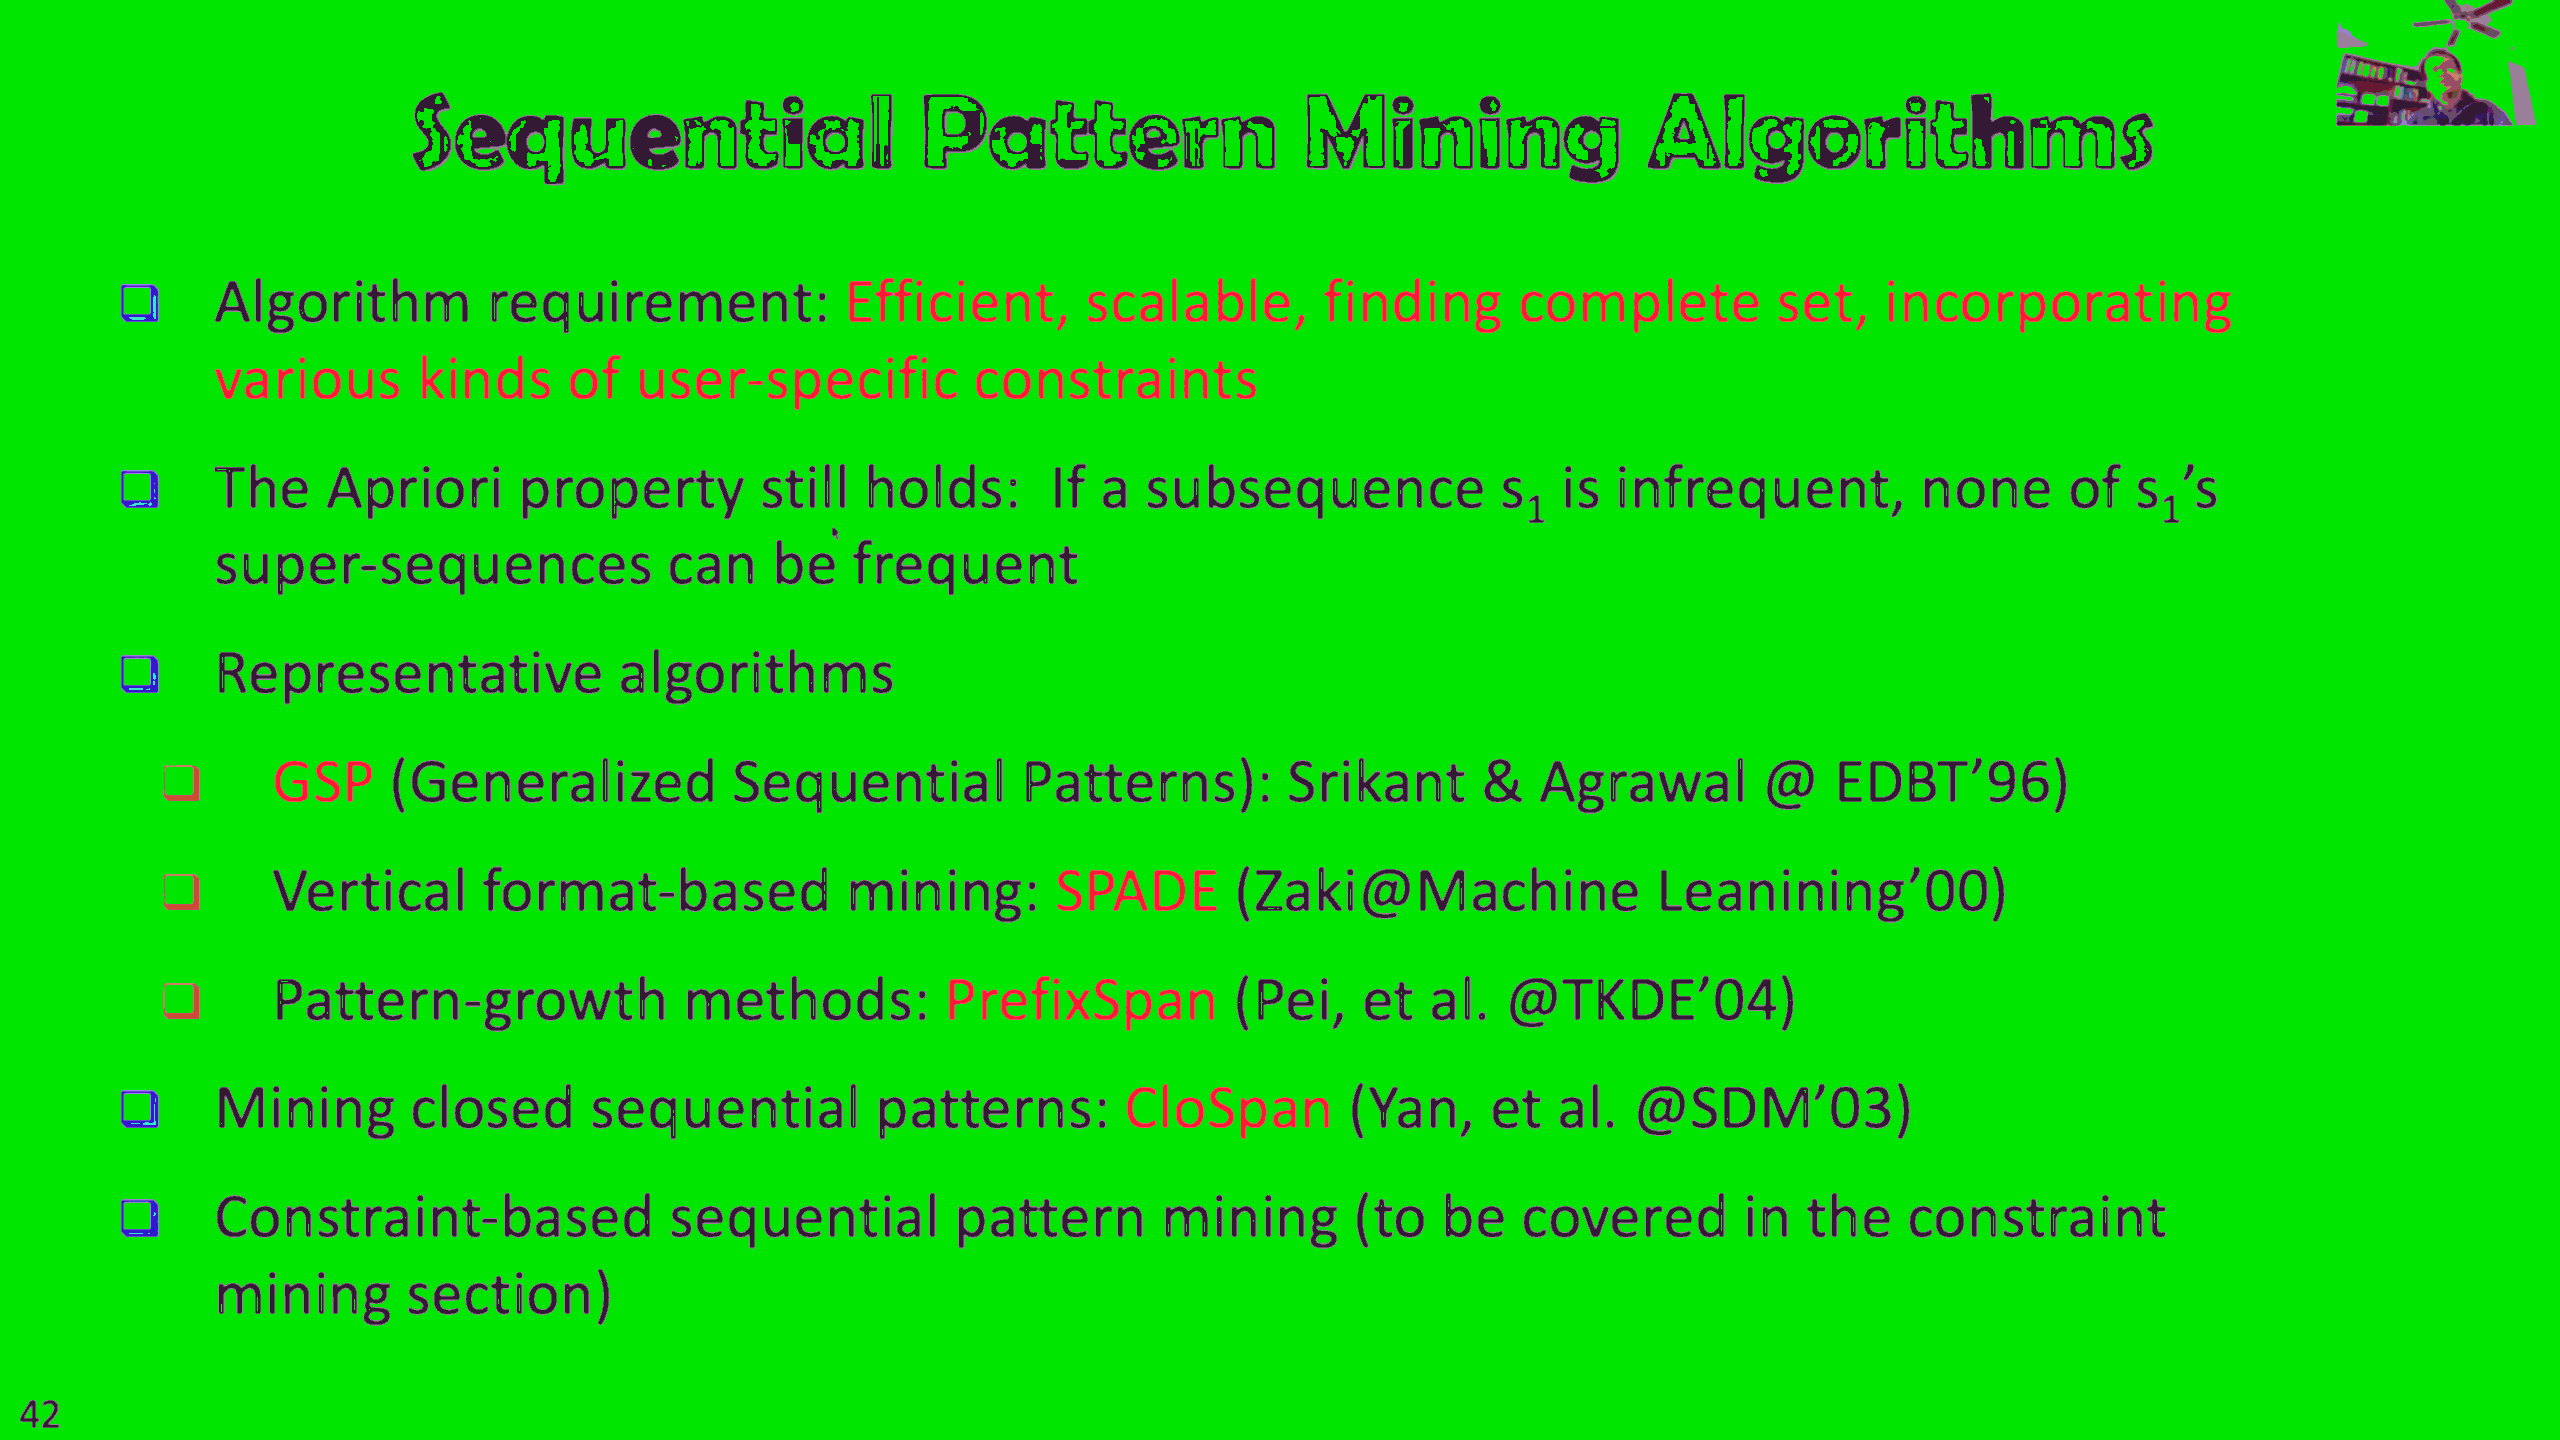 Sequential Pattern Mining Algorithms
Algorithm requirement: Efficient, scalable, finding complete set, incorporating
various kinds of user-specific constraints
The Apriori property still holds: If a subsequence s₁ is infrequent, none of s₁’s
super-sequences can be frequent
Representative algorithms
GSP (Generalized Sequential Patterns): Srikant & Agrawal @ EDBT’96)
Vertical format-based mining: SPADE (Zaki@Machine Leanining’00)
Pattern-growth methods: PrefixSpan (Pei, et al. @TKDE’04)
Mining closed sequential patterns: CloSpan (Yan, et al. @SDM’03)
Constraint-based sequential pattern mining (to be covered in the constraint
mining section)
42